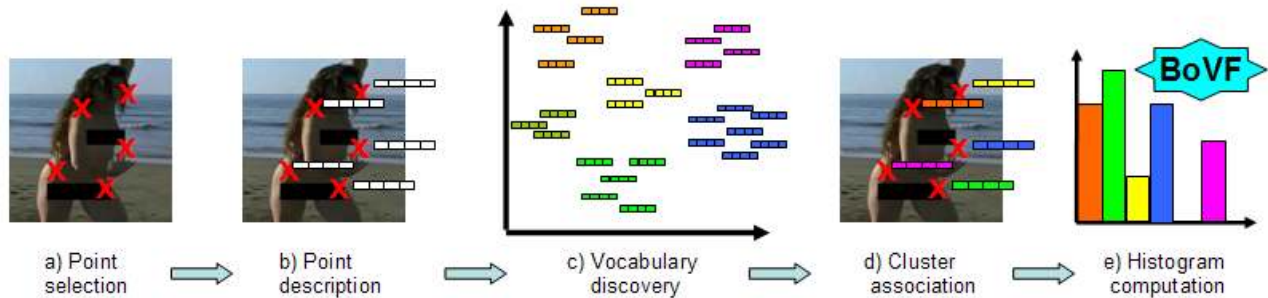 BoVF
a) Point
selection
b) Point
description
c) Vocabulary
discovery
d) Cluster
association
e) Histogram
computation